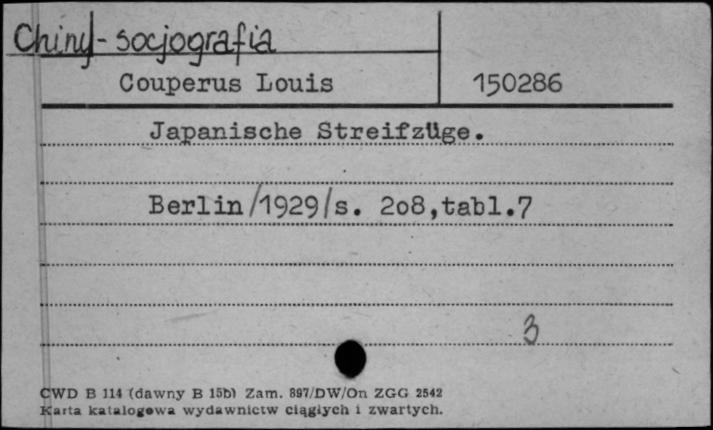 Chiny - socjografia
Couperus Louis 150286
Japanische Streifzüge.
Berlin/1929/s. 2o8,tabl.7
3
CWD B 114 (dawny B 15b) Zam. 897/DW/On ZGG 2542
Karta katalogowa wydawnictw ciągłych i zwartych.